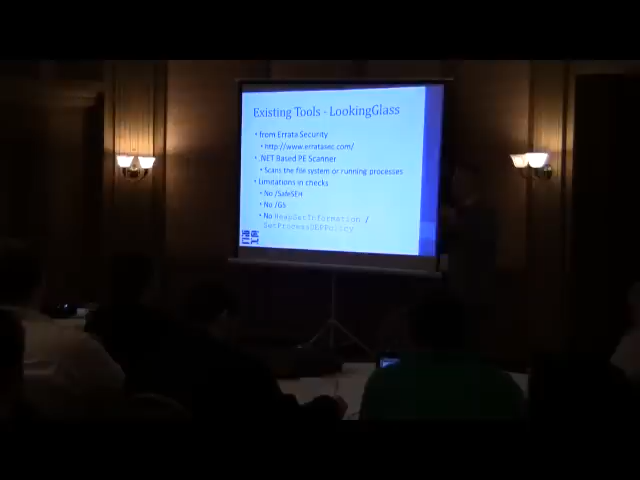 Existing Tools - LookingGlass
• from Errata Security
• http://www.erratasec.com/
• .NET Based PE Scanner
• Scans the file system or running processes
• Limitations in checks
• No /SafeSEH
• No /GS
• No HeapSetInformation /
SetProcessDEPPolicy